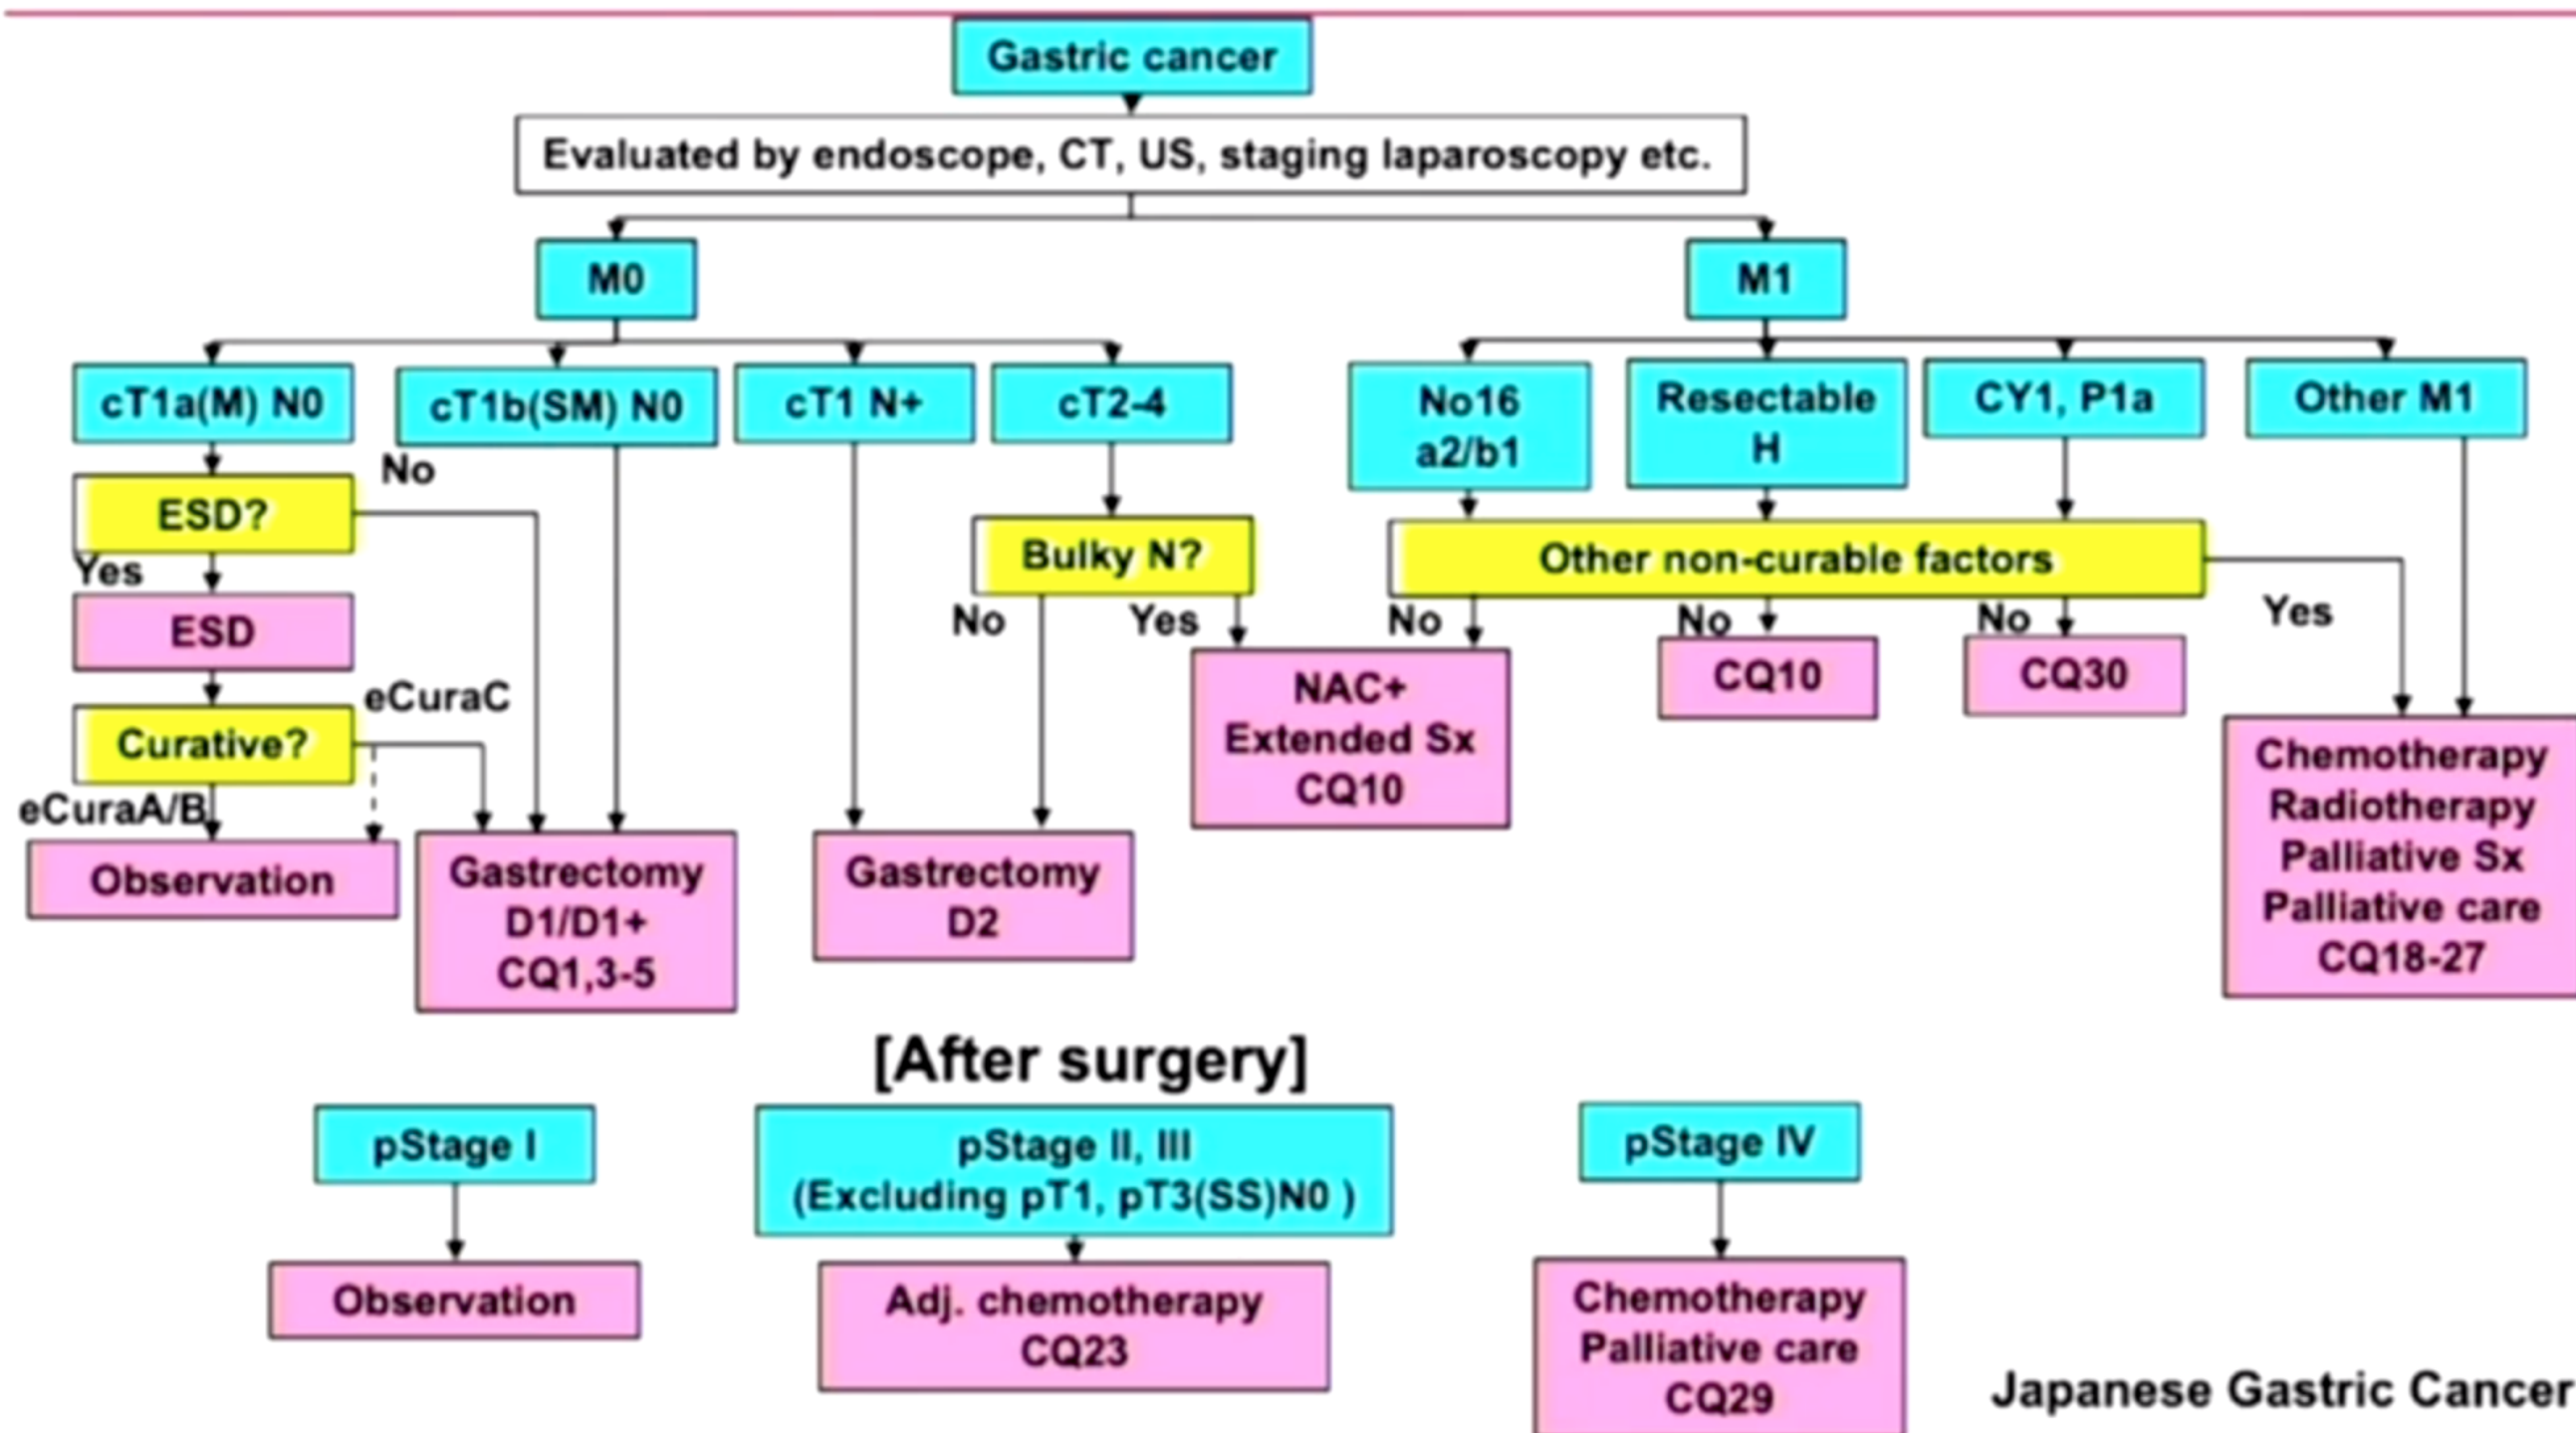 Gastric cancer
Evaluated by endoscope, CT, US, staging laparoscopy etc.
M0
M1
cT1a(M) N0
cT1b(SM) N0
cT1 N+
cT2-4
No16
a2/b1
Resectable
H
CY1, P1a
Other M1
No
ESD?
Bulky N?
Other non-curable factors
Yes
No
Yes
No
No
No
Yes
ESD
NAC+
Extended Sx
CQ10
CQ10
CQ30
eCuraC
Curative?
Chemotherapy
Radiotherapy
Palliative Sx
Palliative care
CQ18-27
eCuraA/B
Observation
Gastrectomy
D1/D1+
CQ1,3-5
Gastrectomy
D2
[After surgery]
pStage I
pStage II, III
(Excluding pT1, pT3(SS)N0 )
pStage IV
Observation
Adj. chemotherapy
CQ23
Chemotherapy
Palliative care
CQ29
Japanese Gastric Cancer